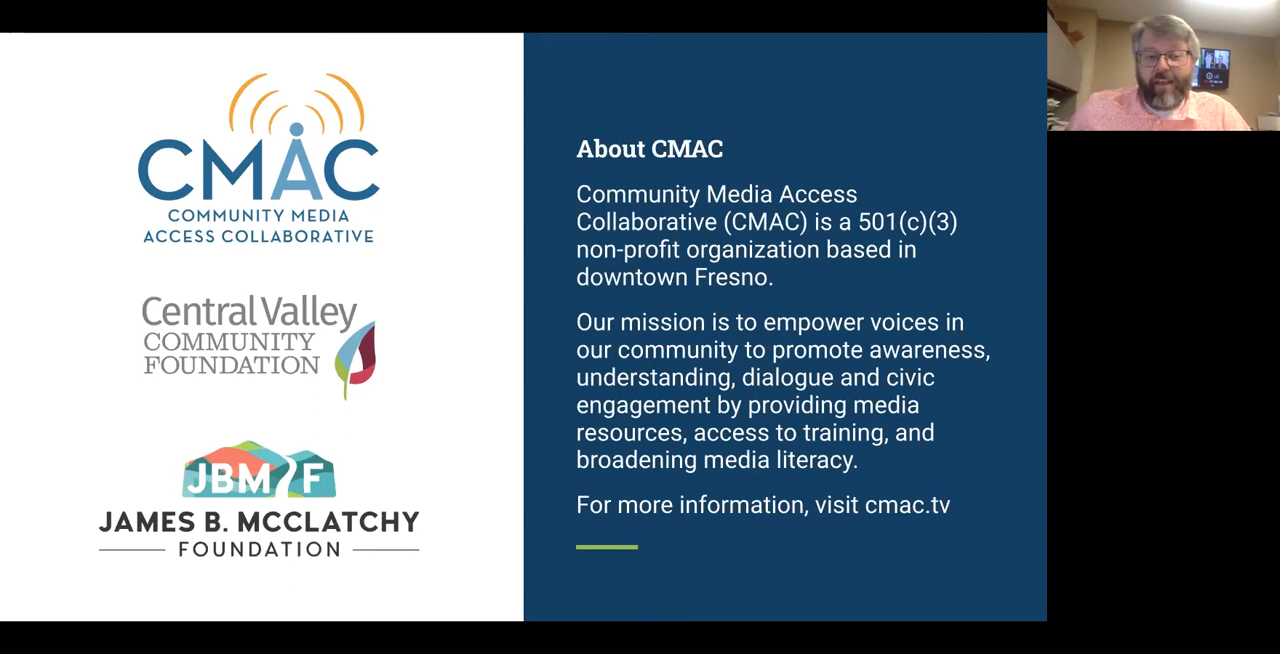 CMAC
COMMUNITY MEDIA
ACCESS COLLABORATIVE
Central Valley
COMMUNITY
FOUNDATION
JBMF
JAMES B. MCCLATCHY
FOUNDATION
About CMAC
Community Media Access
Collaborative (CMAC) is a 501(c)(3)
non-profit organization based in
downtown Fresno.
Our mission is to empower voices in
our community to promote awareness,
understanding, dialogue and civic
engagement by providing media
resources, access to training, and
broadening media literacy.
For more information, visit cmac.tv